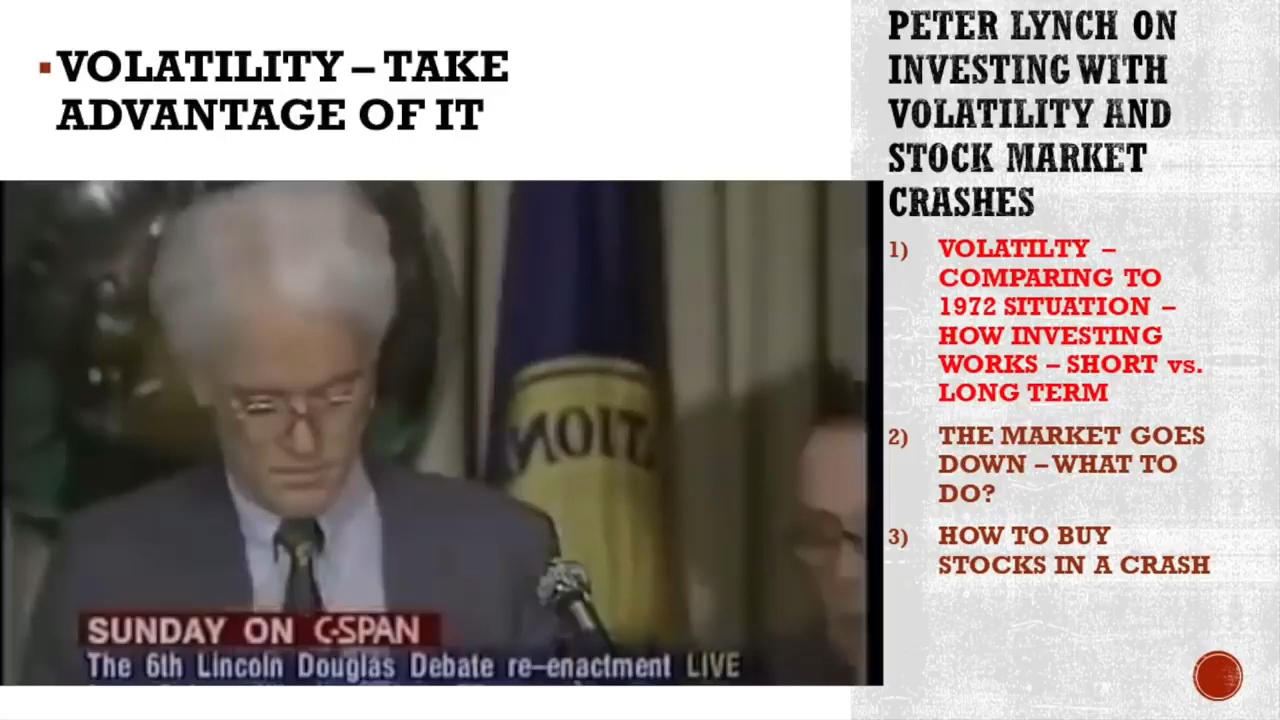 ▪VOLATILITY – TAKE
ADVANTAGE OF IT
NOIT
SUNDAY ON C-SPAN
The 6th Lincoln Douglas Debate re-enactment LIVE
PETER LYNCH ON
INVESTING WITH
VOLATILITY AND
STOCK MARKET
CRASHES
1) VOLATILTY –
COMPARING TO
1972 SITUATION –
HOW INVESTING
WORKS – SHORT vs.
LONG TERM
2) THE MARKET GOES
DOWN – WHAT TO
DO?
3) HOW TO BUY
STOCKS IN A CRASH